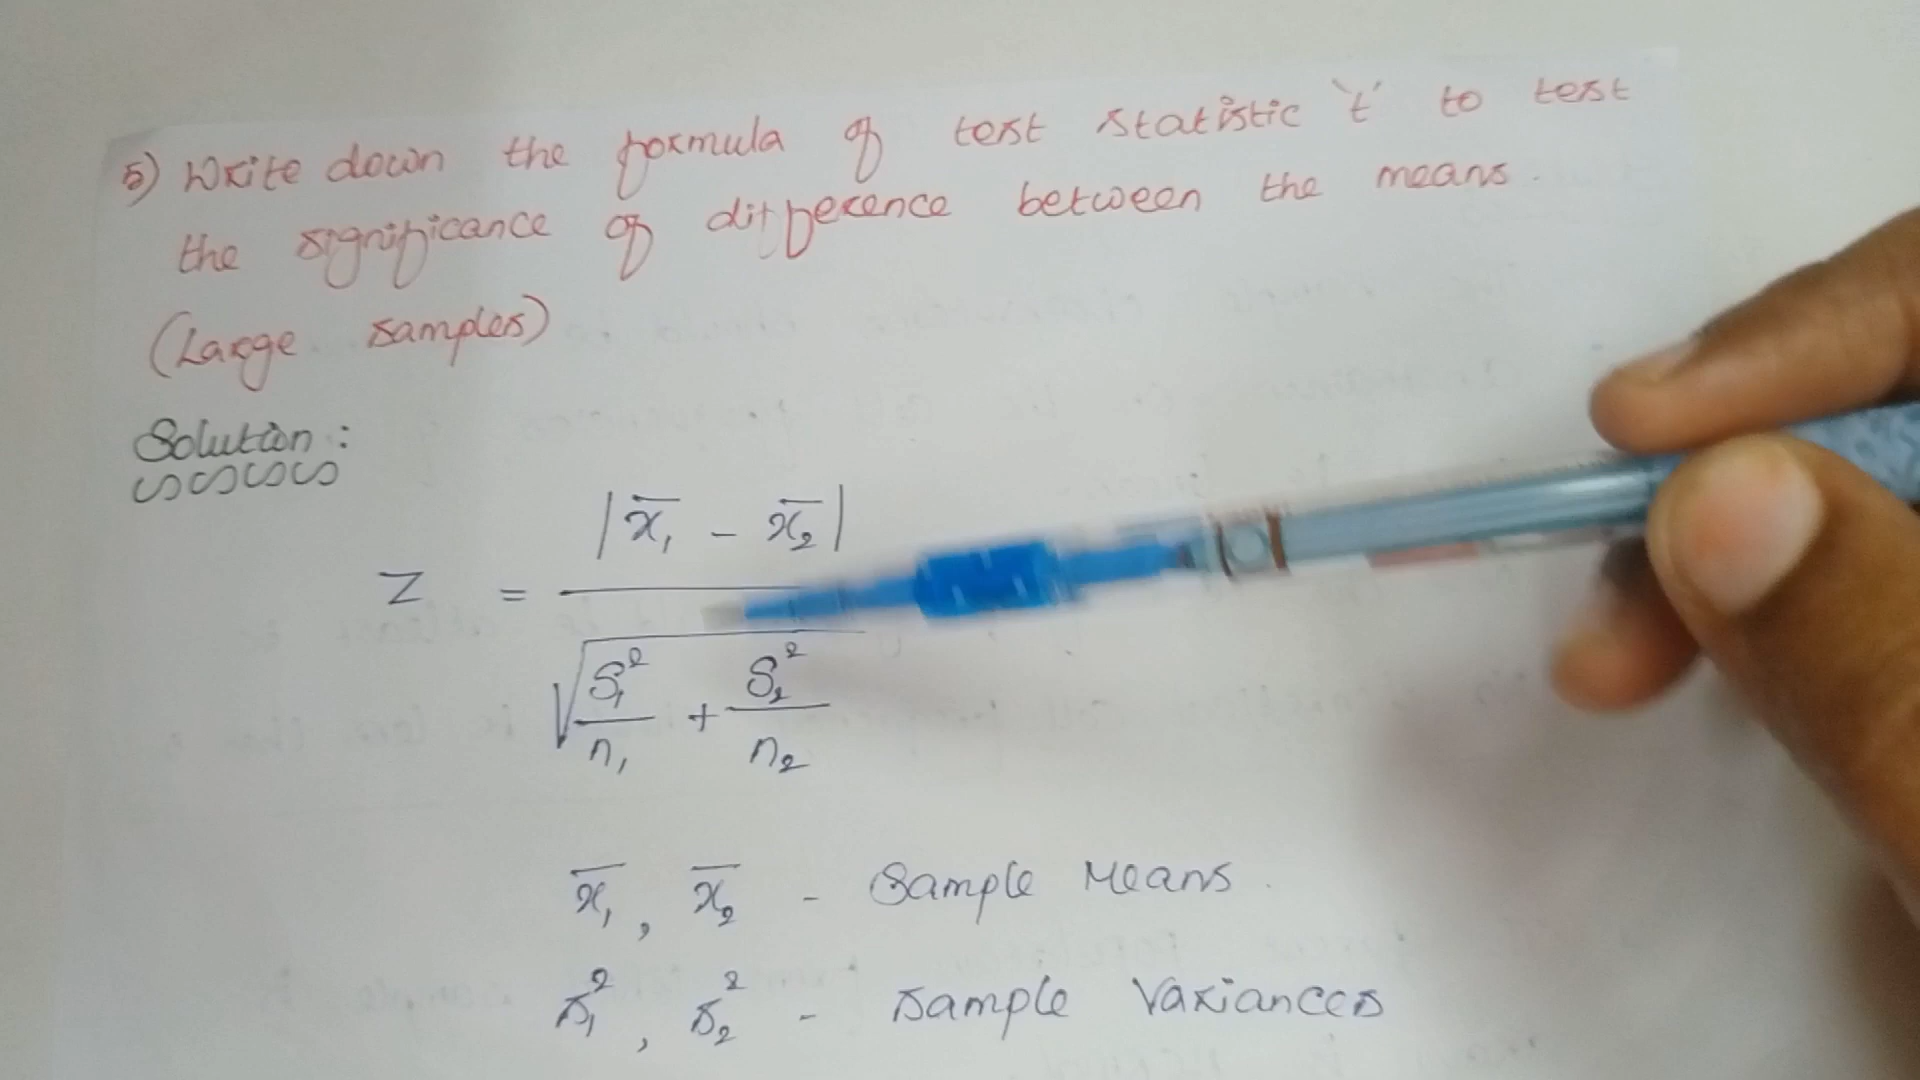 5) Write down the formula of test statistic 't' to test
the significance of difference between the means.
(Large samples)
Solution:
Z = |x̄₁ - x̄₂|
√ S₁²/n₁ + S₂²/n₂
x̄₁, x̄₂ - Sample Means.
s₁², s₂² - sample Variances